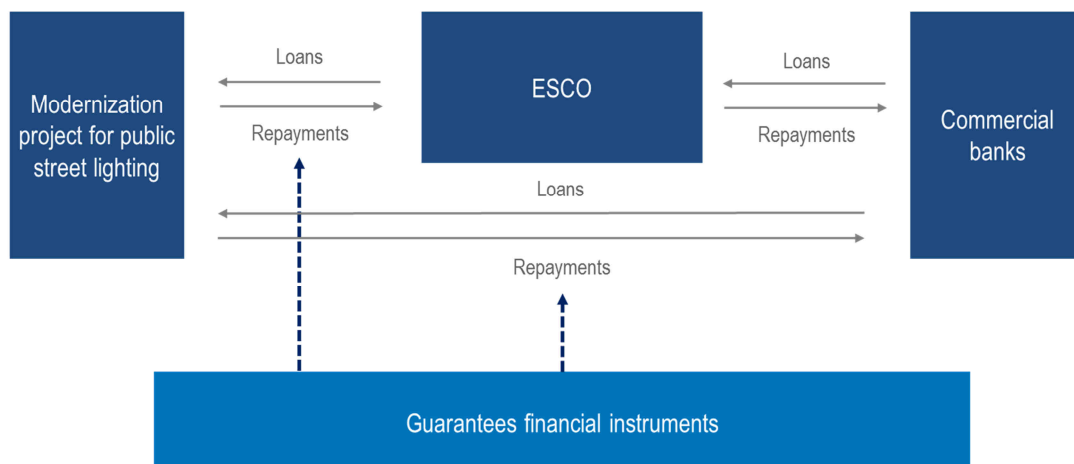 Modernization
project for public
street lighting
Loans
Repayments
ESCO
Loans
Repayments
Commercial
banks
Loans
Repayments
Guarantees financial instruments